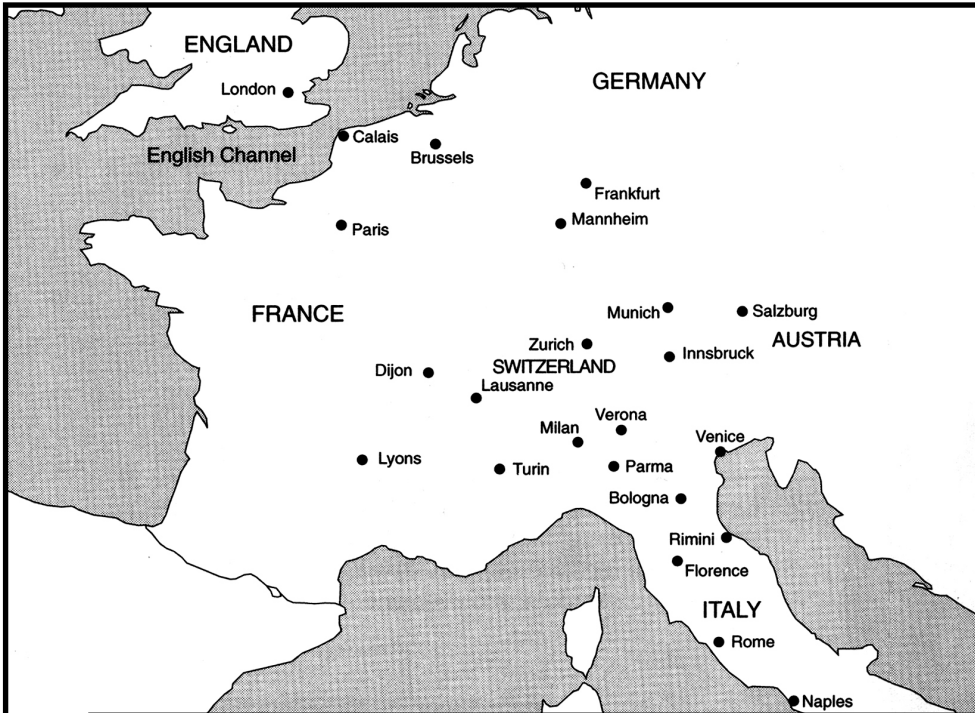 ENGLAND
London
GERMANY
Calais
English Channel
Brussels
Frankfurt
Mannheim
Paris
FRANCE
Munich
Salzburg
AUSTRIA
Zurich
Innsbruck
SWITZERLAND
Dijon
Lausanne
Verona
Milan
Venice
Lyons
Turin
Parma
Bologna
Rimini
Florence
ITALY
Rome
Naples